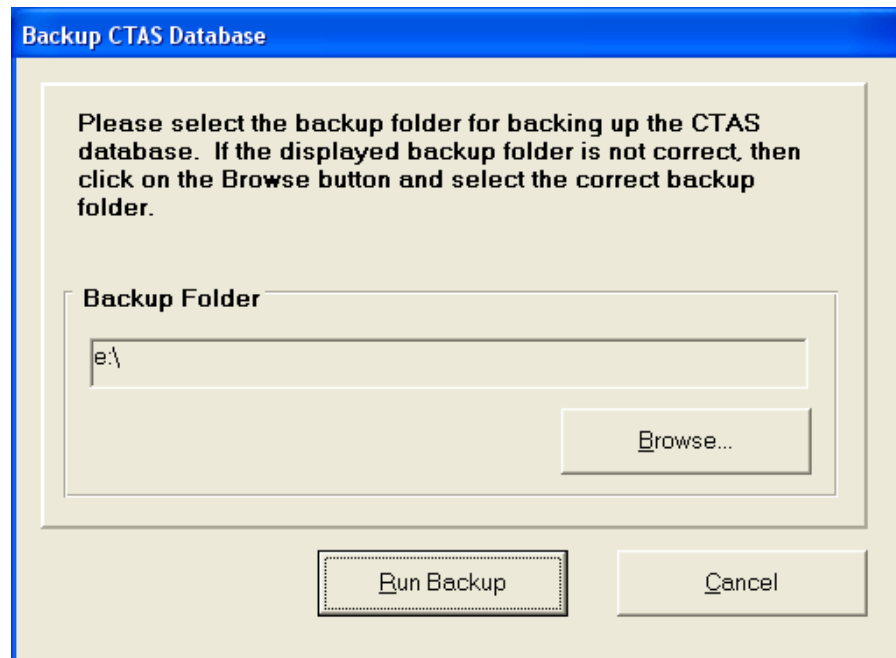 Backup CTAS Database
Please select the backup folder for backing up the CTAS
database.  If the displayed backup folder is not correct, then
click on the Browse button and select the correct backup
folder.
Backup Folder
e:\
Browse...
Run Backup
Cancel